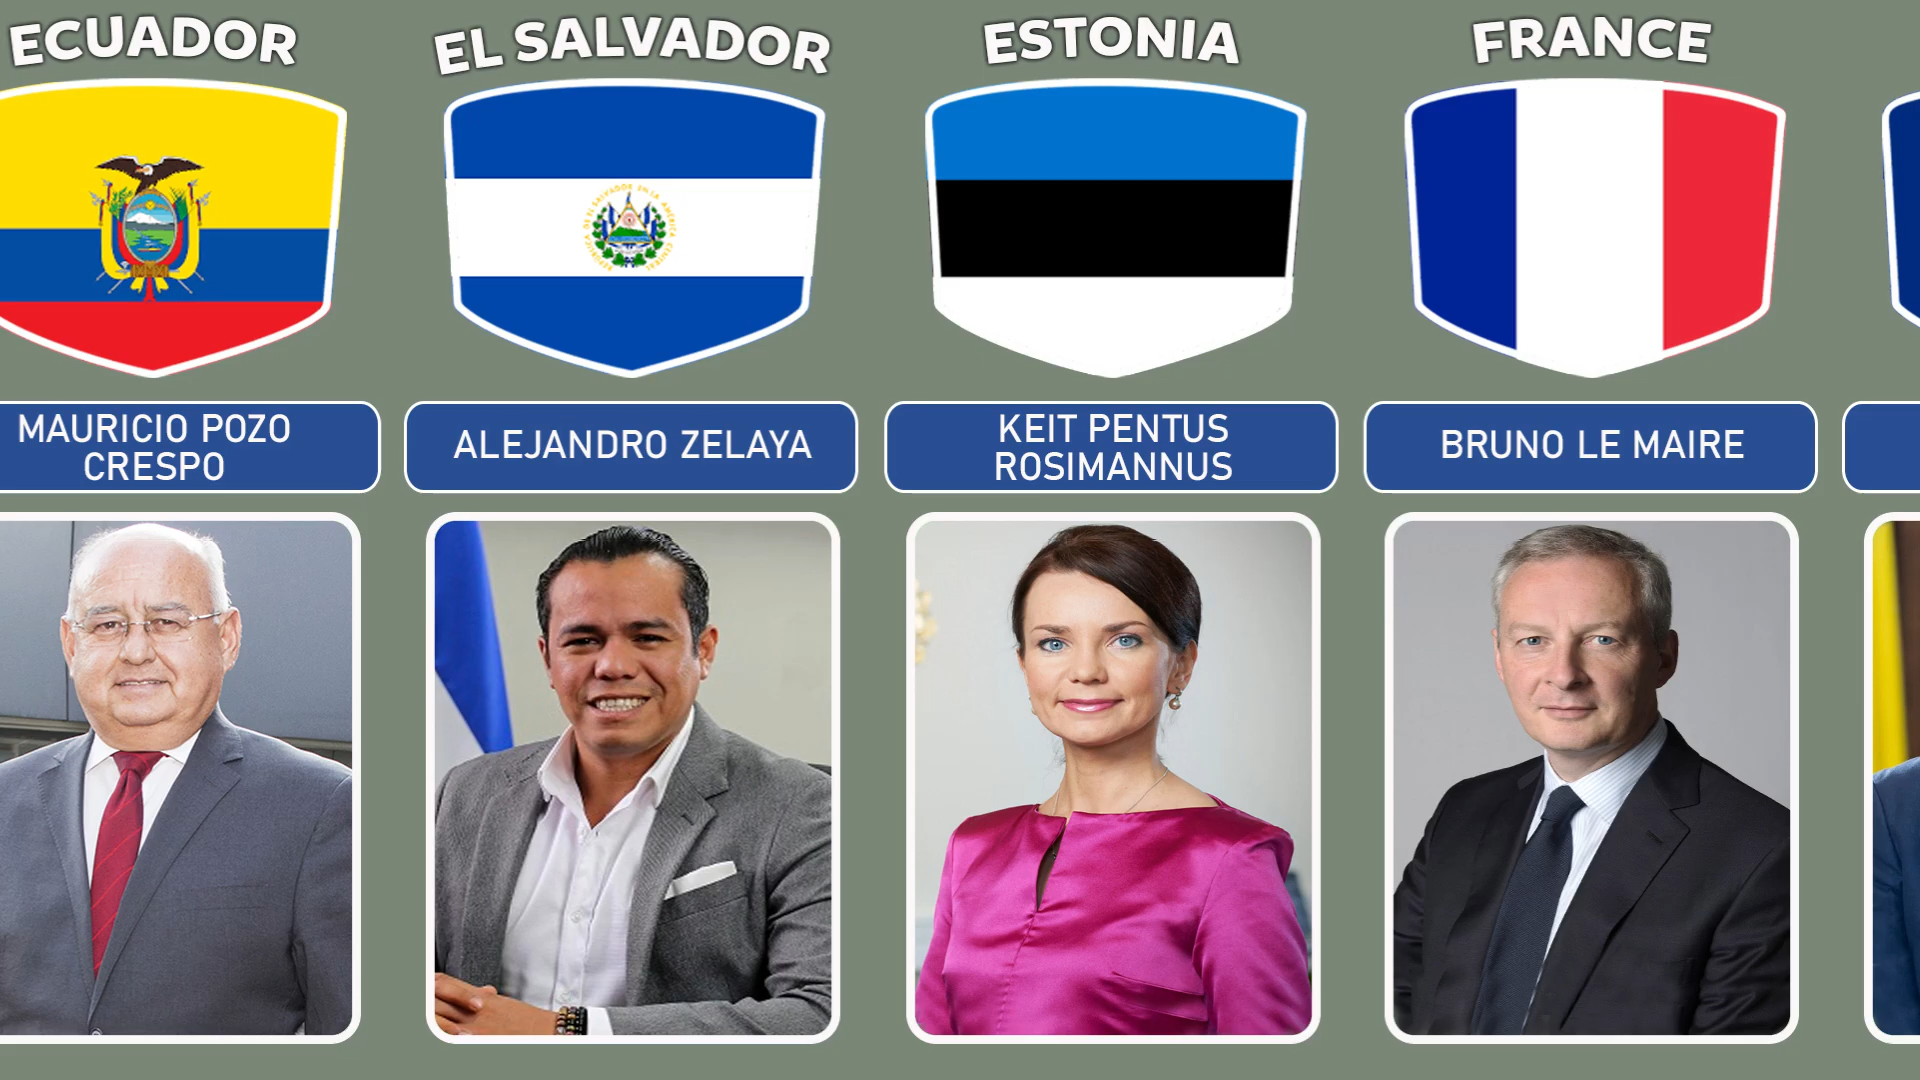 ECUADOR
EL SALVADOR
ESTONIA
FRANCE
MAURICIO POZO
CRESPO
ALEJANDRO ZELAYA
KEIT PENTUS
ROSIMANNUS
BRUNO LE MAIRE